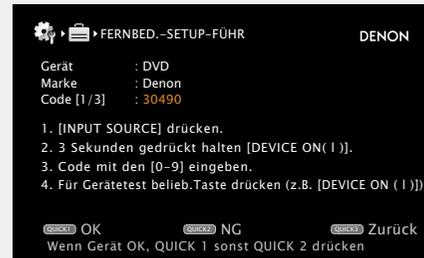 FERNBED.–SETUP–FÜHR DENON
Gerät : DVD
Marke : Denon
Code [1/3] : 30490
1. [INPUT SOURCE] drücken.
2. 3 Sekunden gedrückt halten [DEVICE ON( l )].
3. Code mit den [0–9] eingeben.
4. Für Gerätetest belieb.Taste drücken (z.B. [DEVICE ON ( l )])
QUICK1 OK QUICK2 NG QUICK3 Zurück
Wenn Gerät OK, QUICK 1 sonst QUICK 2 drücken